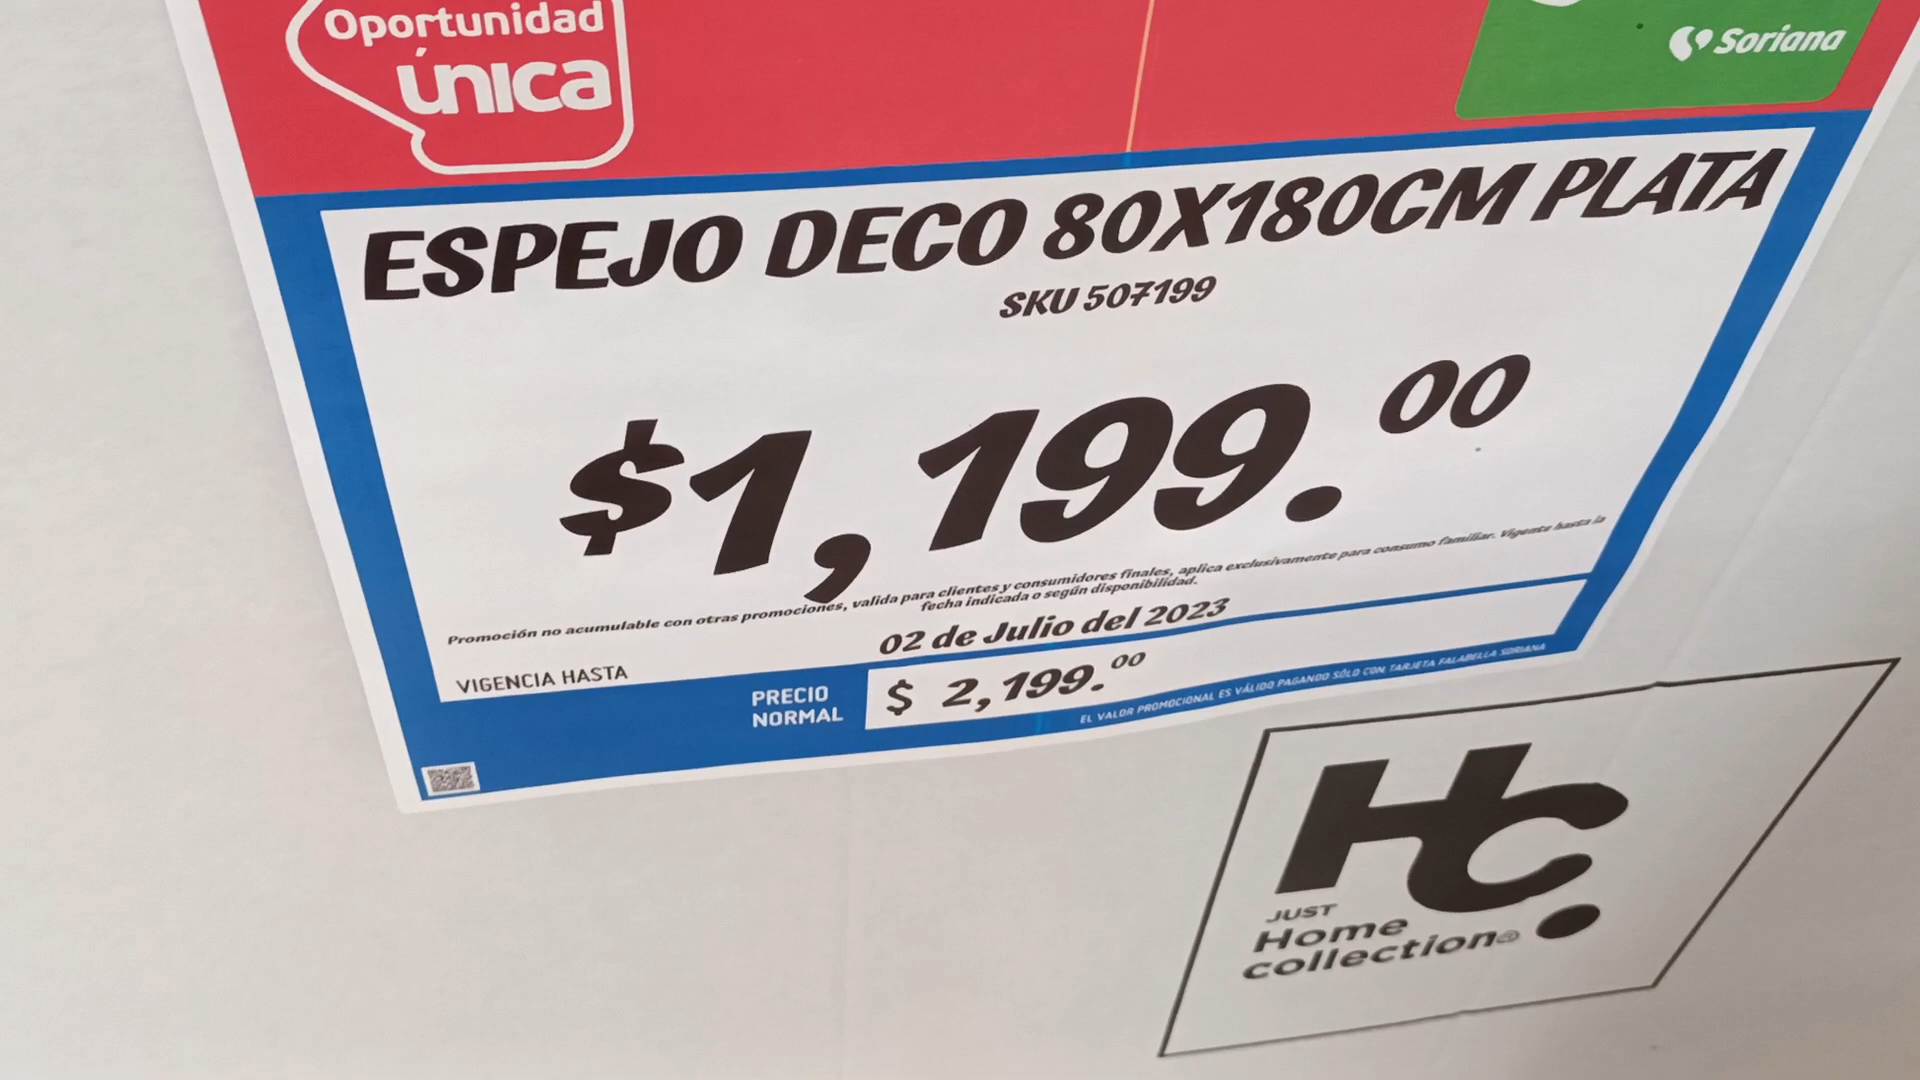 Oportunidad
única
Soriana
ESPEJO DECO 80X180CM PLATA
SKU 507199
$1,199.00
Promoción no acumulable con otras promociones, valida para clientes y consumidores finales, aplica exclusivamente para consumo familiar. Vigente hasta la
fecha indicada o según disponibilidad.
02 de Julio del 2023
VIGENCIA HASTA
PRECIO
NORMAL
$ 2,199.00
EL VALOR PROMOCIONAL ES VÁLIDO PAGANDO SÓLO CON TARJETA FALABELLA SORIANA
HC.
JUST
Home
collection®